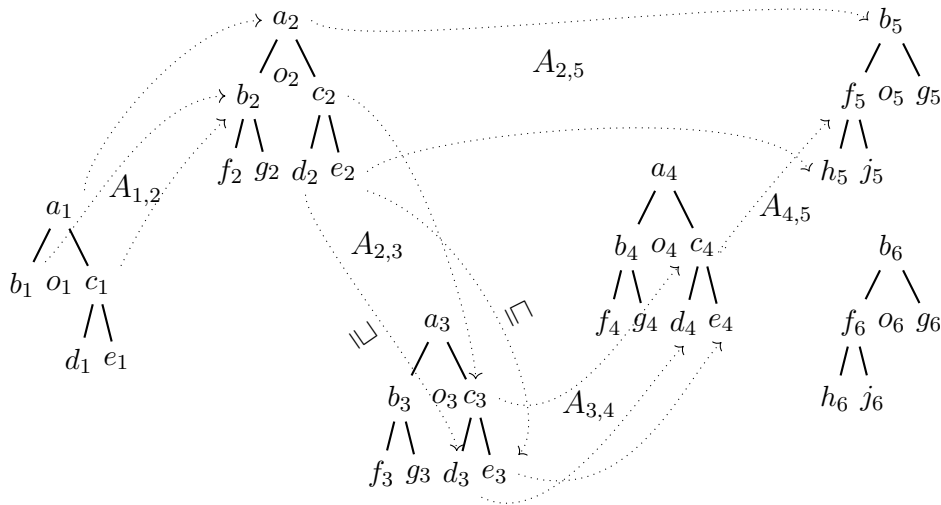 a₂
b₅
A₂,₅
o₂
b₂ c₂
f₅ o₅ g₅
f₂ g₂ d₂ e₂
a₄
h₅ j₅
A₁,₂
a₁
A₄,₅
A₂,₃
b₄ o₄ c₄
b₆
b₁ o₁ c₁
⊒
⊑
a₃
f₄ g₄ d₄ e₄
f₆ o₆ g₆
d₁ e₁
b₃ o₃ c₃
A₃,₄
h₆ j₆
f₃ g₃ d₃ e₃